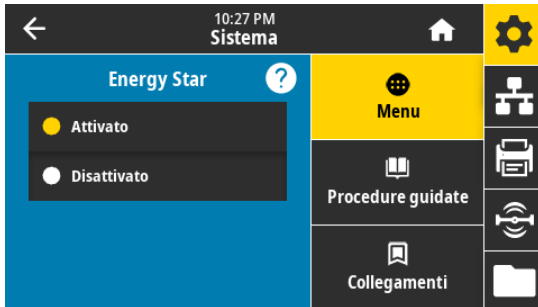 10:27 PM
Sistema
Energy Star
?
Attivato
Disattivato
Menu
Procedure guidate
Collegamenti